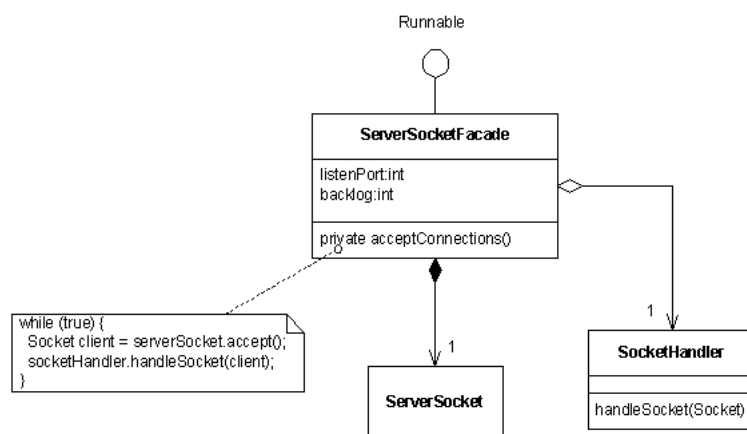 Runnable
ServerSocketFacade
listenPort:int
backlog:int
private acceptConnections()
while (true) {
Socket client = serverSocket.accept();
socketHandler.handleSocket(client);
}
1
ServerSocket
1
SocketHandler
handleSocket(Socket)